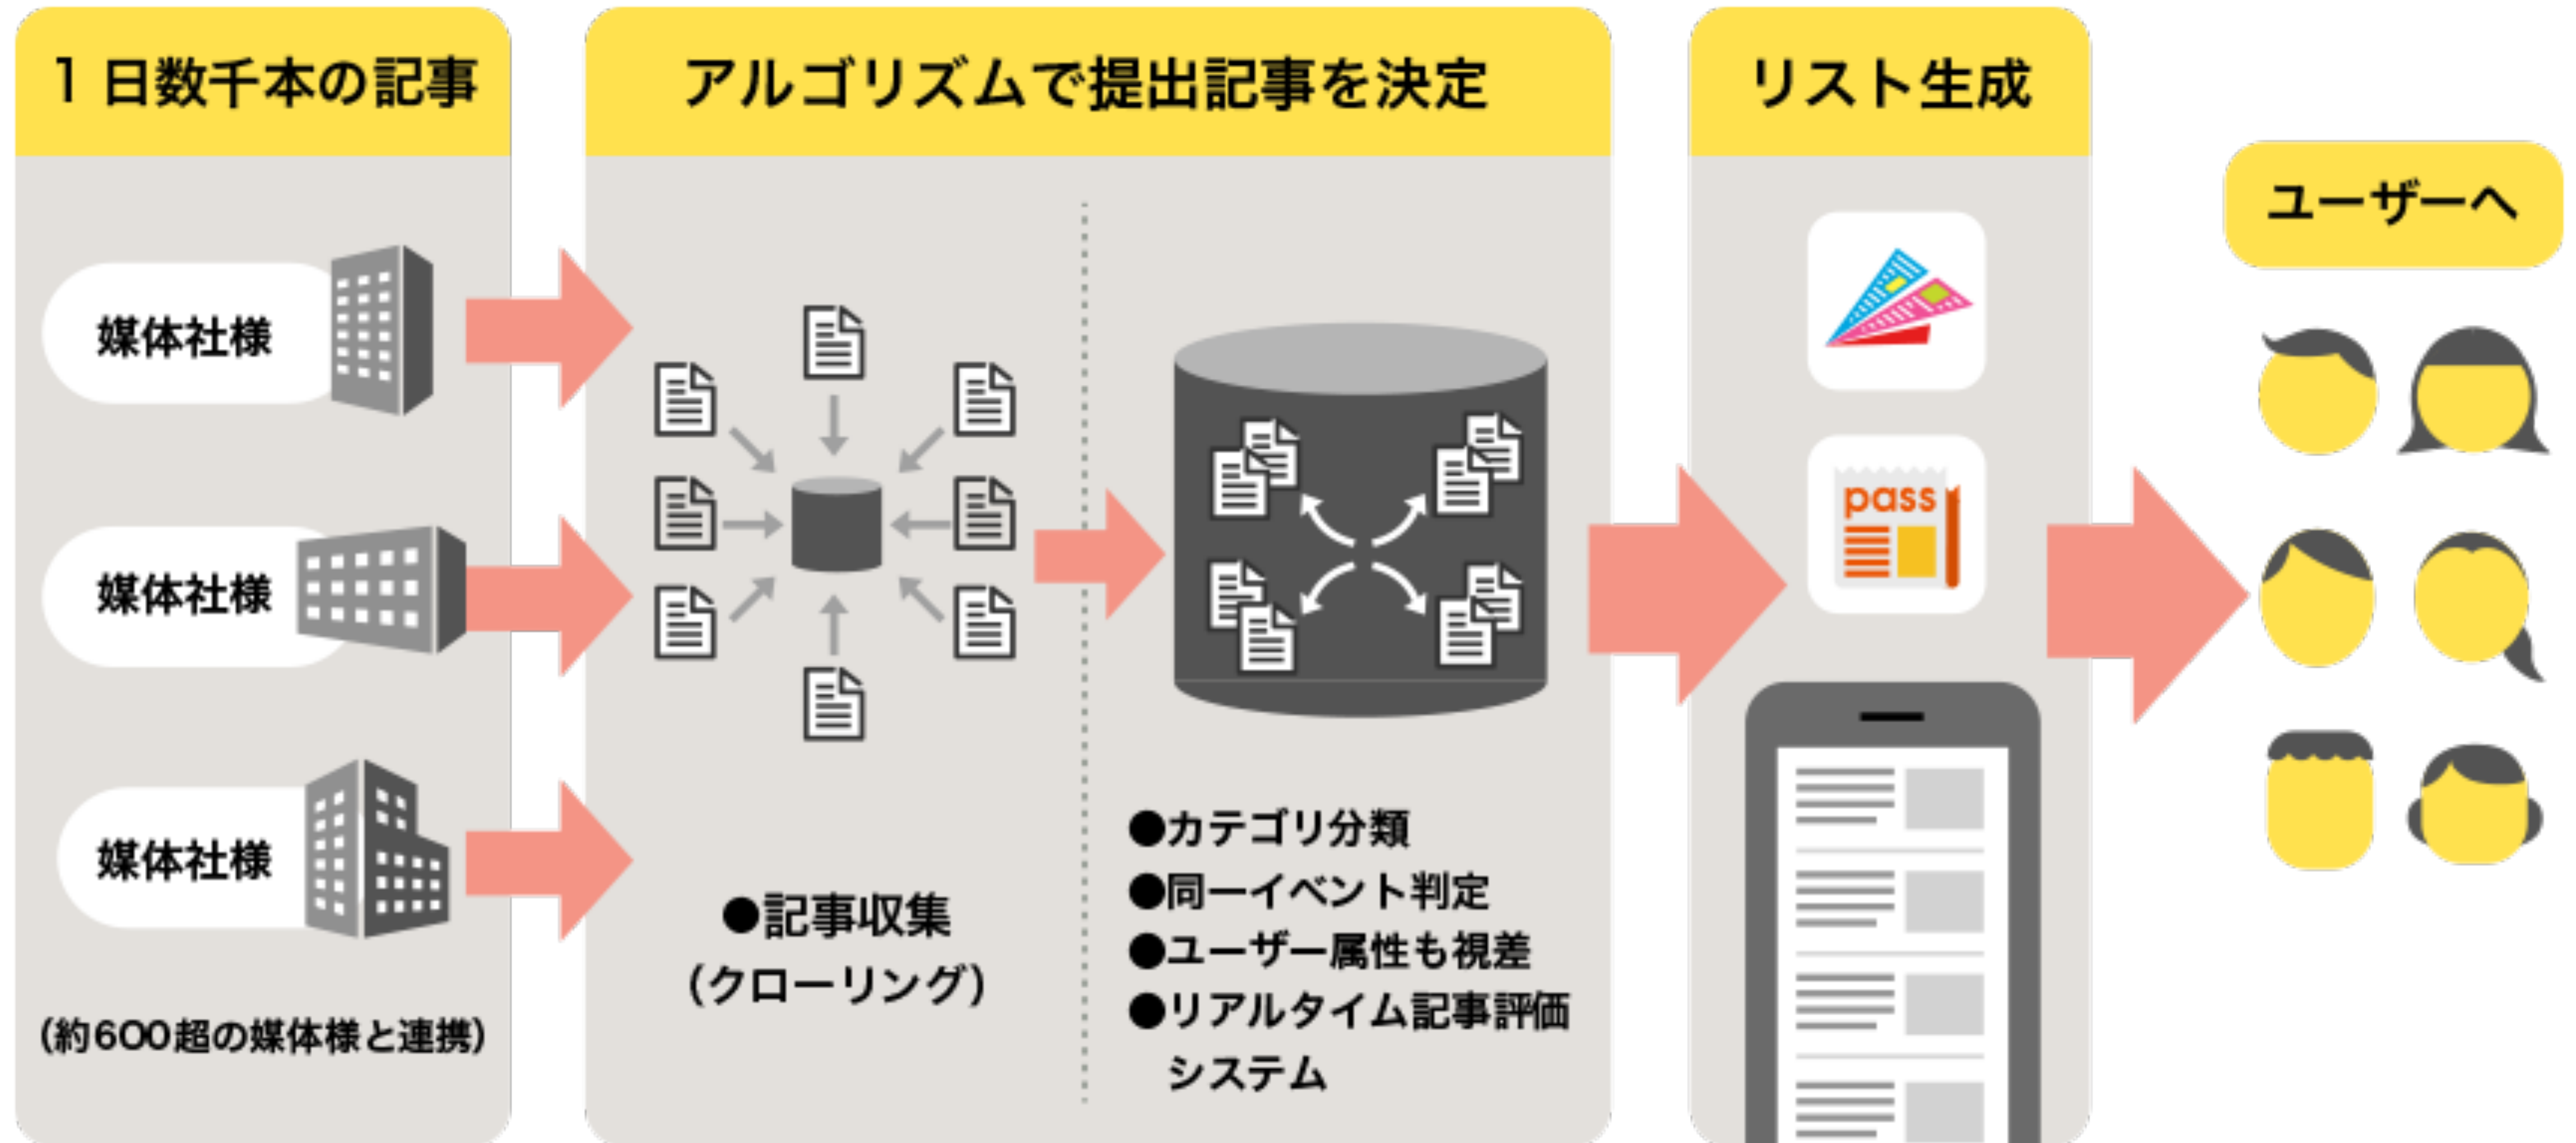 1日数千本の記事
媒体社様
媒体社様
媒体社様
(約600超の媒体様と連携)
アルゴリズムで提出記事を決定
●記事収集
(クローリング)
●カテゴリ分類
●同一イベント判定
●ユーザー属性も視差
●リアルタイム記事評価
システム
リスト生成
pass
ユーザーへ